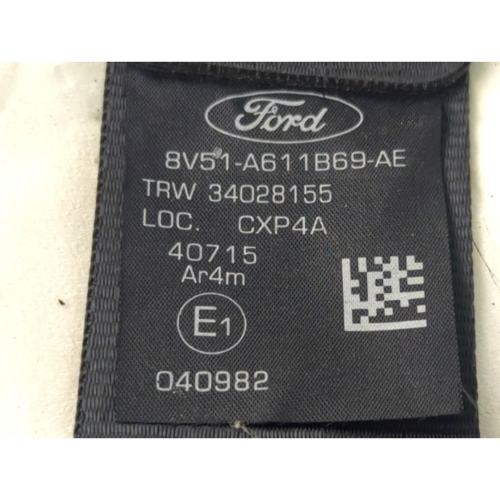 Ford
8V51-A611B69-AE
TRW 34028155
LOC. CXP4A
40715
Ar4m
E1
040982